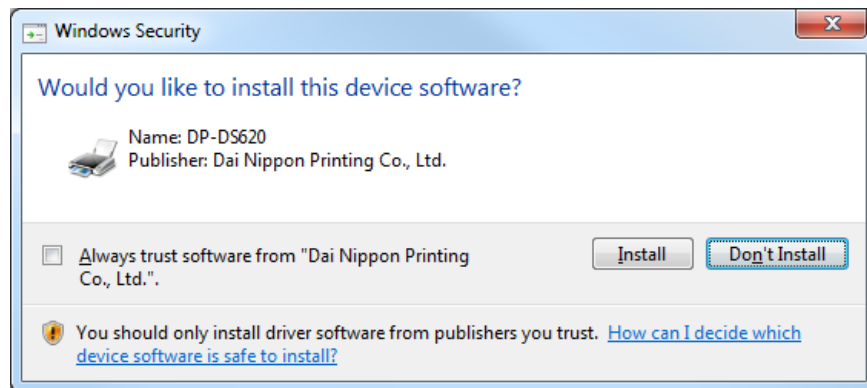 Windows Security
Would you like to install this device software?
Name: DP-DS620
Publisher: Dai Nippon Printing Co., Ltd.
Always trust software from "Dai Nippon Printing
Co., Ltd.".
Install
Don't Install
You should only install driver software from publishers you trust. How can I decide which
device software is safe to install?